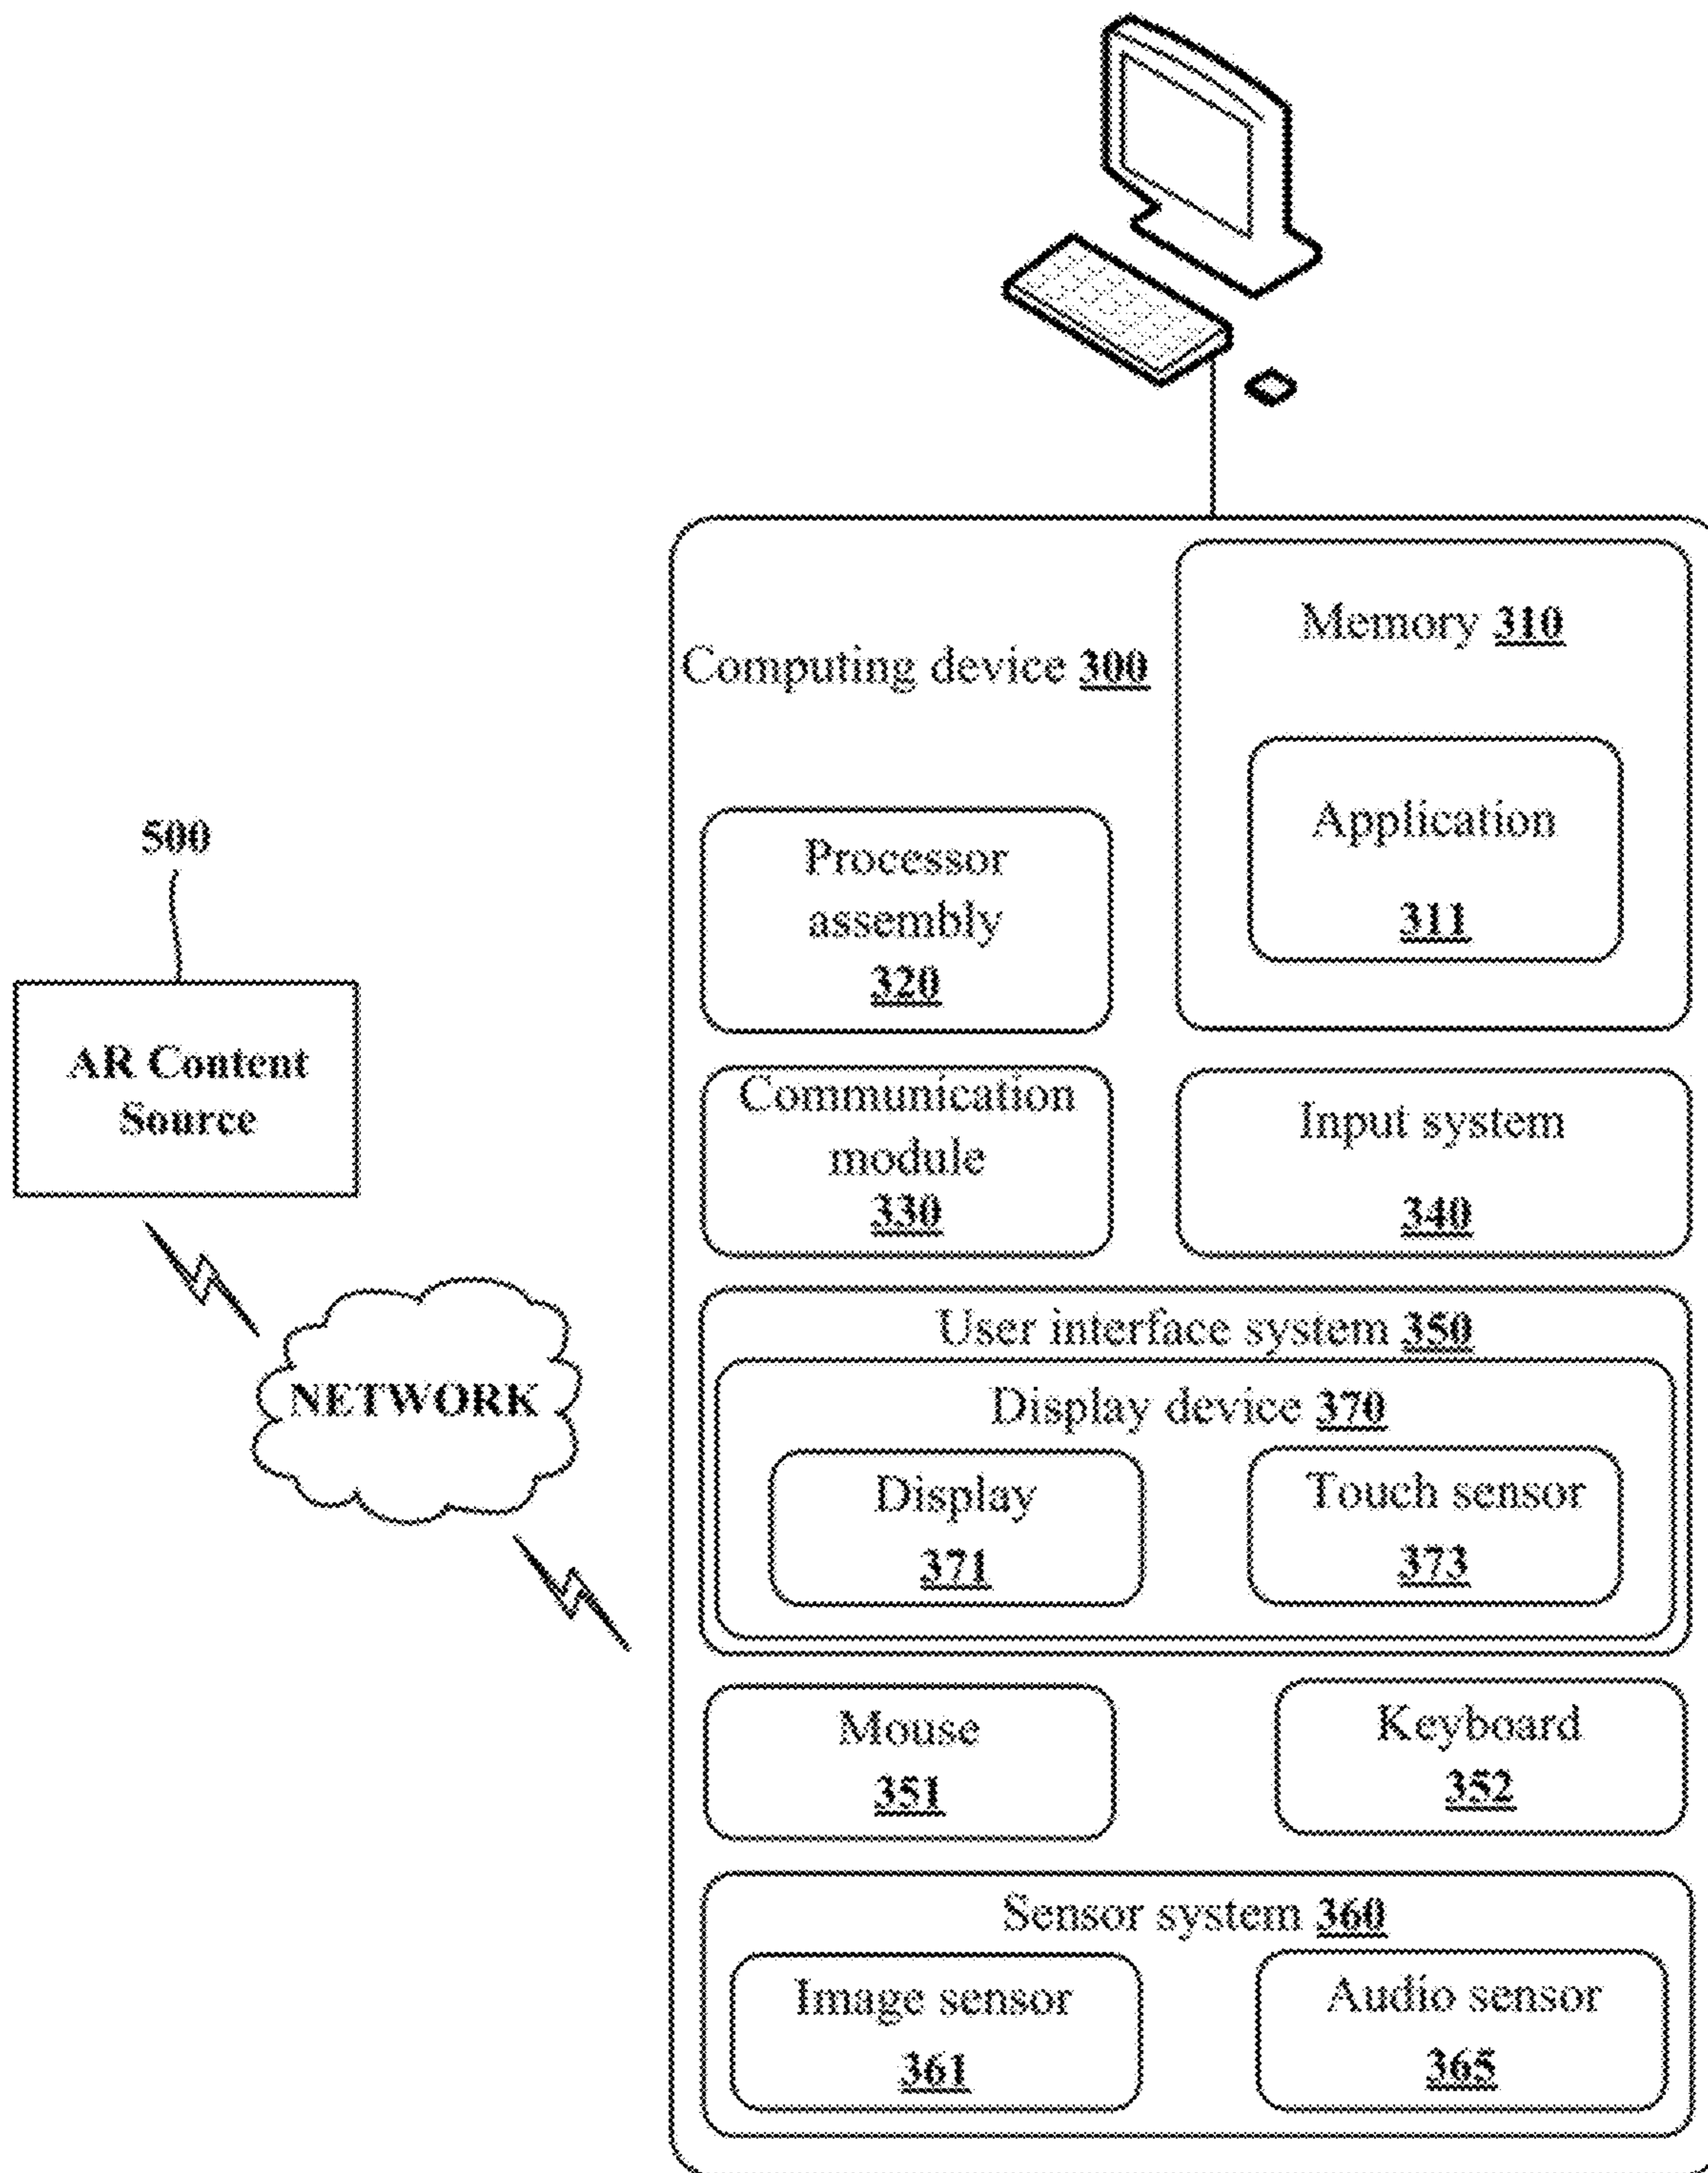 Computing device 300
Memory 310
Application
311
Processor
assembly
320
500
AR Content
Source
Communication
module
330
Input system
340
NETWORK
User interface system 350
Display device 370
Display
371
Touch sensor
373
Mouse
351
Keyboard
352
Sensor system 360
Image sensor
361
Audio sensor
365